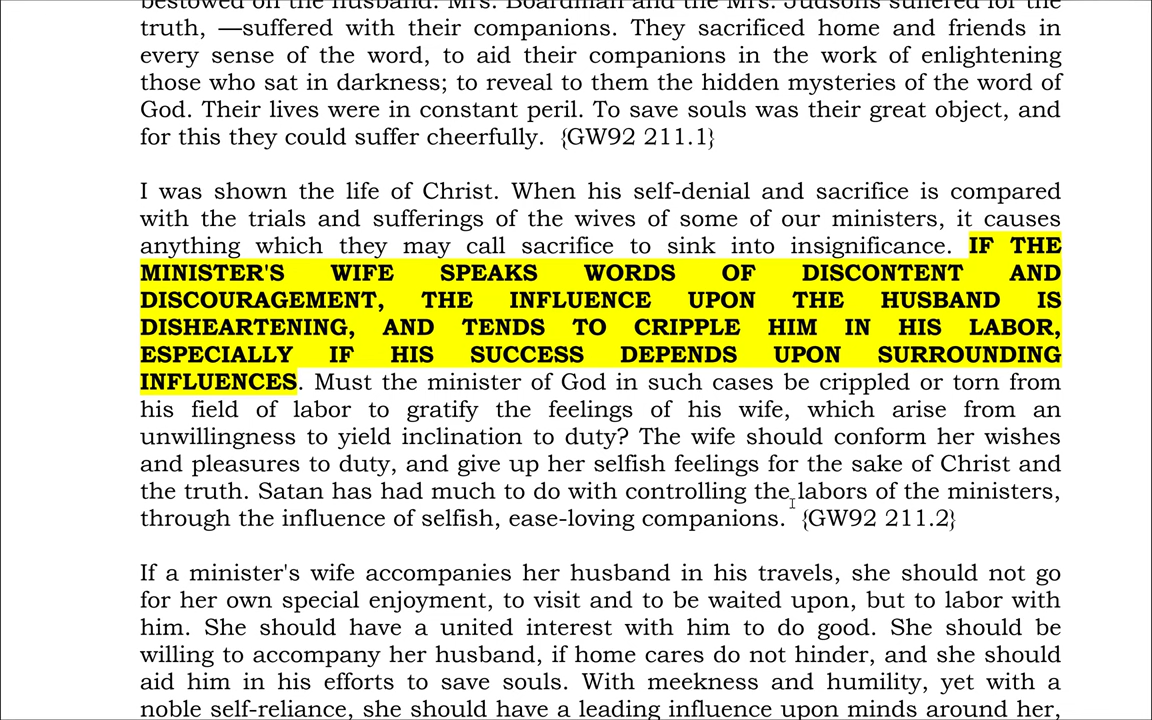 bestowed on the husband. Mrs. Boardman and the Mrs. Judsons suffered for the
truth, —suffered with their companions. They sacrificed home and friends in
every sense of the word, to aid their companions in the work of enlightening
those who sat in darkness; to reveal to them the hidden mysteries of the word of
God. Their lives were in constant peril. To save souls was their great object, and
for this they could suffer cheerfully. {GW92 211.1}
I was shown the life of Christ. When his self-denial and sacrifice is compared
with the trials and sufferings of the wives of some of our ministers, it causes
anything which they may call sacrifice to sink into insignificance. IF THE
MINISTER'S WIFE SPEAKS WORDS OF DISCONTENT AND
DISCOURAGEMENT, THE INFLUENCE UPON THE HUSBAND IS
DISHEARTENING, AND TENDS TO CRIPPLE HIM IN HIS LABOR,
ESPECIALLY IF HIS SUCCESS DEPENDS UPON SURROUNDING
INFLUENCES. Must the minister of God in such cases be crippled or torn from
his field of labor to gratify the feelings of his wife, which arise from an
unwillingness to yield inclination to duty? The wife should conform her wishes
and pleasures to duty, and give up her selfish feelings for the sake of Christ and
the truth. Satan has had much to do with controlling the labors of the ministers,
through the influence of selfish, ease-loving companions. {GW92 211.2}
If a minister's wife accompanies her husband in his travels, she should not go
for her own special enjoyment, to visit and to be waited upon, but to labor with
him. She should have a united interest with him to do good. She should be
willing to accompany her husband, if home cares do not hinder, and she should
aid him in his efforts to save souls. With meekness and humility, yet with a
noble self-reliance, she should have a leading influence upon minds around her,